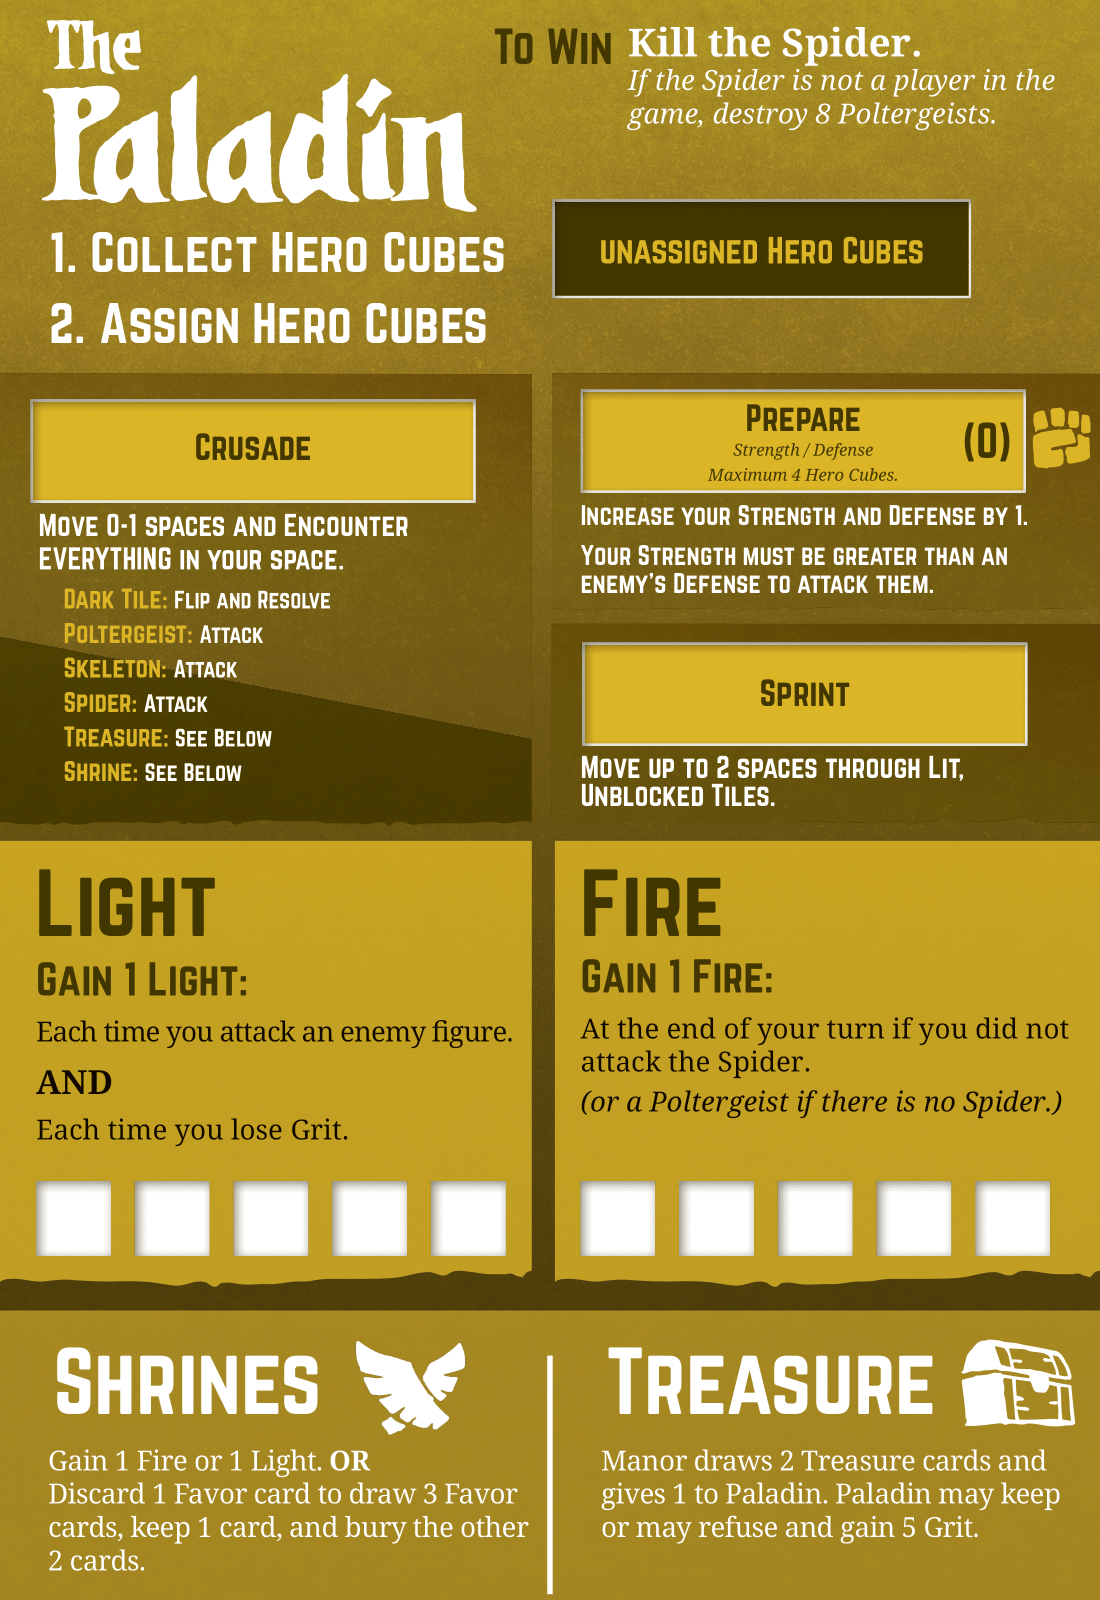 The
Paladin
To Win
Kill the Spider.
If the Spider is not a player in the
game, destroy 8 Poltergeists.
1. Collect Hero Cubes
2. Assign Hero Cubes
unassigned Hero Cubes
Crusade
Move 0-1 spaces and Encounter
everything in your space.
Dark Tile: Flip and Resolve
Poltergeist: Attack
Skeleton: Attack
Spider: Attack
Treasure: See Below
Shrine: See Below
Prepare
Strength / Defense
Maximum 4 Hero Cubes.
(0)
Increase your Strength and Defense by 1.
Your Strength must be greater than an
enemy's Defense to attack them.
Sprint
Move up to 2 spaces through Lit,
Unblocked Tiles.
Light
Gain 1 Light:
Each time you attack an enemy figure.
AND
Each time you lose Grit.
Fire
Gain 1 Fire:
At the end of your turn if you did not
attack the Spider.
(or a Poltergeist if there is no Spider.)
Shrines
Gain 1 Fire or 1 Light. OR
Discard 1 Favor card to draw 3 Favor
cards, keep 1 card, and bury the other
2 cards.
Treasure
Manor draws 2 Treasure cards and
gives 1 to Paladin. Paladin may keep
or may refuse and gain 5 Grit.